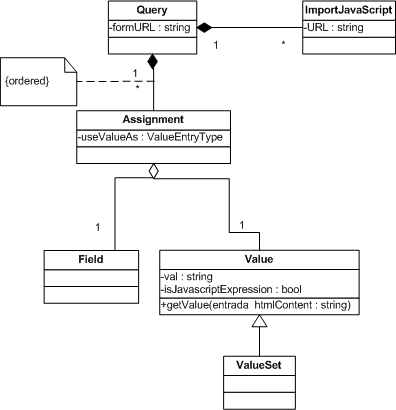 Query
-formURL : string
ImportJavaScript
-URL : string
1
*
{ordered}
1
*
Assignment
-useValueAs : ValueEntryType
1
1
Field
Value
-val : string
-isJavascriptExpression : bool
+getValue(entrada htmlContent : string)
ValueSet